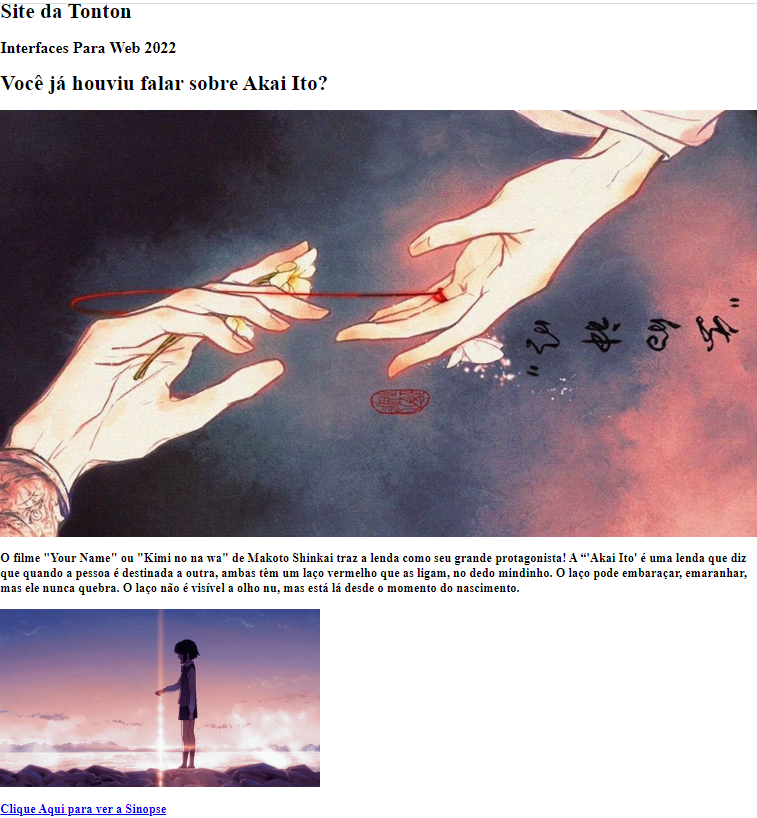 Site da Tonton
Interfaces Para Web 2022
Você já houviu falar sobre Akai Ito?
O filme "Your Name" ou "Kimi no na wa" de Makoto Shinkai traz a lenda como seu grande protagonista! A “'Akai Ito' é uma lenda que diz
que quando a pessoa é destinada a outra, ambas têm um laço vermelho que as ligam, no dedo mindinho. O laço pode embaraçar, emaranhar,
mas ele nunca quebra. O laço não é visível a olho nu, mas está lá desde o momento do nascimento.
Clique Aqui para ver a Sinopse